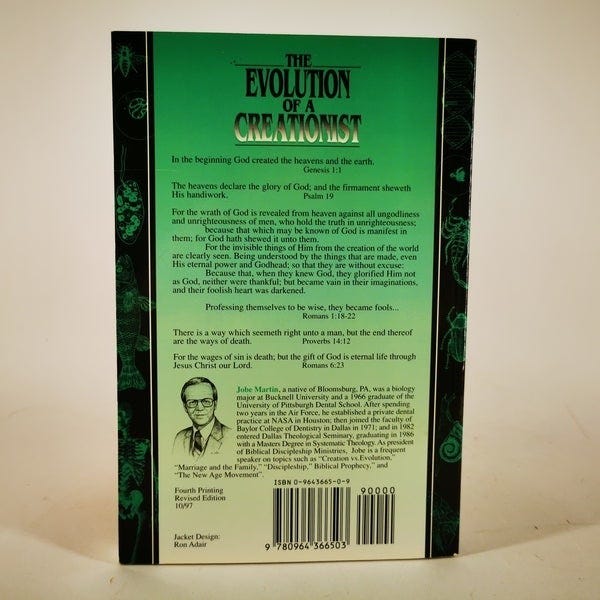 THE
EVOLUTION
OF A
CREATIONIST
In the beginning God created the heavens and the earth.
Genesis 1:1
The heavens declare the glory of God; and the firmament sheweth
His handiwork. Psalm 19
For the wrath of God is revealed from heaven against all ungodliness
and unrighteousness of men, who hold the truth in unrighteousness;
because that which may be known of God is manifest in
them; for God hath shewed it unto them.
For the invisible things of Him from the creation of the world
are clearly seen. Being understood by the things that are made, even
His eternal power and Godhead; so that they are without excuse:
Because that, when they knew God, they glorified Him not
as God, neither were thankful; but became vain in their imaginations,
and their foolish heart was darkened.
Professing themselves to be wise, they became fools...
Romans 1:18-22
There is a way which seemeth right unto a man, but the end thereof
are the ways of death. Proverbs 14:12
For the wages of sin is death; but the gift of God is eternal life through
Jesus Christ our Lord. Romans 6:23
Jobe Martin, a native of Bloomsburg, PA, was a biology
major at Bucknell University and a 1966 graduate of the
University of Pittsburgh Dental School. After spending
two years in the Air Force, he established a private dental
practice at NASA in Houston; then joined the faculty of
Baylor College of Dentistry in Dallas in 1971; and in 1982
entered Dallas Theological Seminary, graduating in 1986
with a Masters Degree in Systematic Theology. As president
of Biblical Discipleship Ministries, Jobe is a frequent
speaker on topics such as "Creation vs.Evolution,"
"Marriage and the Family," "Discipleship," Biblical Prophecy," and
"The New Age Movement".
ISBN 0-9643665-0-9
90000
Fourth Printing
Revised Edition
10/97
Jacket Design:
Ron Adair
9 780964 366503